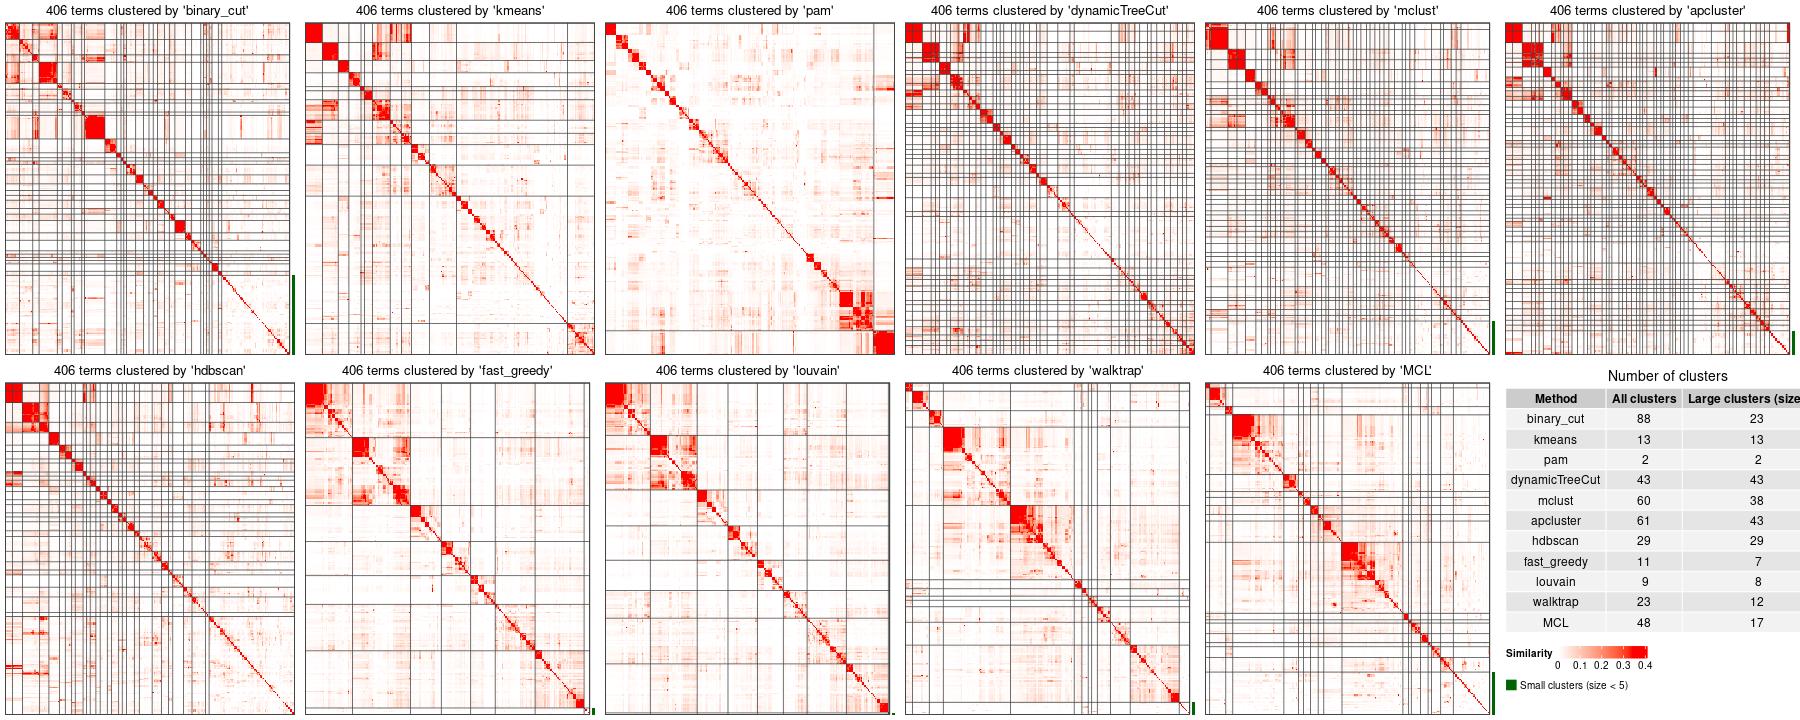 406 terms clustered by 'binary_cut'
406 terms clustered by 'kmeans'
406 terms clustered by 'pam'
406 terms clustered by 'dynamicTreeCut'
406 terms clustered by 'mclust'
406 terms clustered by 'apcluster'
406 terms clustered by 'hdbscan'
406 terms clustered by 'fast_greedy'
406 terms clustered by 'louvain'
406 terms clustered by 'walktrap'
406 terms clustered by 'MCL'
Number of clusters
Method All clusters Large clusters (size
binary_cut 88 23
kmeans 13 13
pam 2 2
dynamicTreeCut 43 43
mclust 60 38
apcluster 61 43
hdbscan 29 29
fast_greedy 11 7
louvain 9 8
walktrap 23 12
MCL 48 17
Similarity
0 0.1 0.2 0.3 0.4
Small clusters (size < 5)